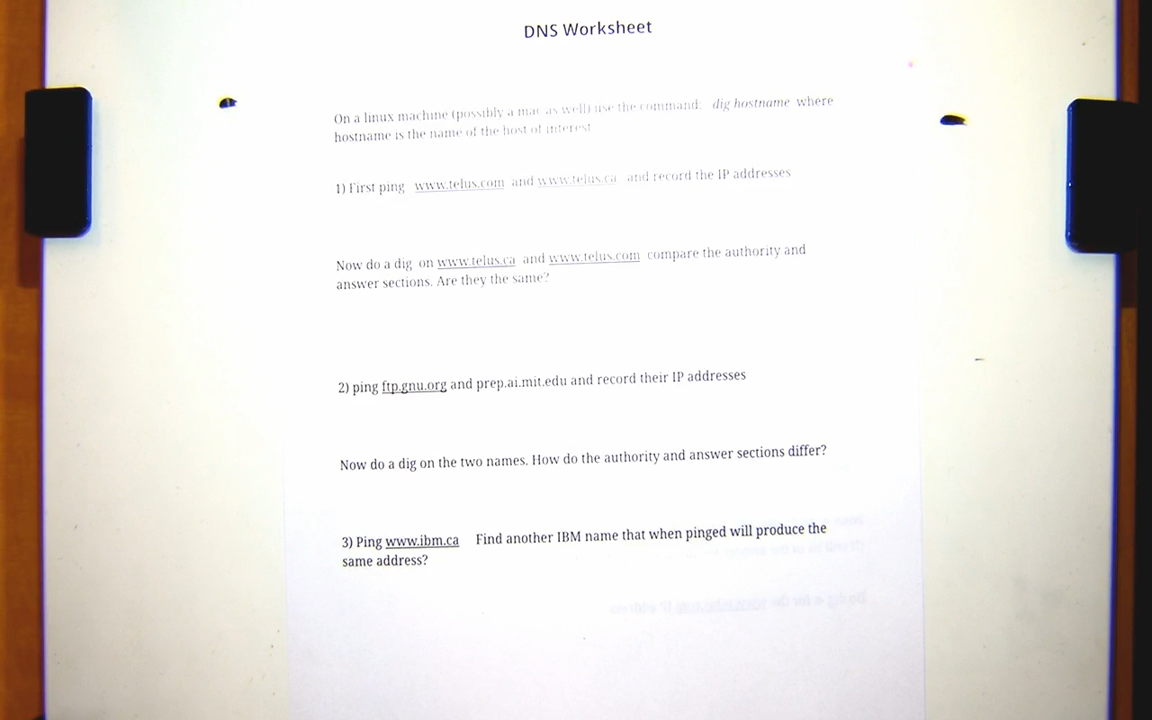 DNS Worksheet
On a linux machine (possibly a mac as well) use the command: dig hostname where
hostname is the name of the host of interest
1) First ping www.telus.com and www.telus.ca and record the IP addresses
Now do a dig on www.telus.ca and www.telus.com compare the authority and
answer sections. Are they the same?
2) ping ftp.gnu.org and prep.ai.mit.edu and record their IP addresses
Now do a dig on the two names. How do the authority and answer sections differ?
3) Ping www.ibm.ca Find another IBM name that when pinged will produce the
same address?